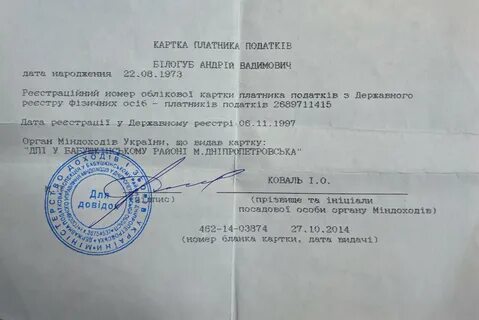 КАРТКА ПЛАТНИКА ПОДАТКІВ
БІЛОГУБ АНДРІЙ ВАДИМОВИЧ
дата народження 22.08.1973
Реєстраційний номер облікової картки платника податків з Державного
реєстру фізичних осіб - платників податків 2689711415
Дата реєстрації у Державному реєстрі 06.11.1997
Орган Міндоходів України, що видав картку:
"ДПІ У БАБУШКІНСЬКОМУ РАЙОНІ М.ДНІПРОПЕТРОВСЬКА"
КОВАЛЬ І.О.
(підпис)
(прізвище та ініціали
посадової особи органу Міндоходів)
Для
довідок
462-14-03874 27.10.2014
(номер бланка картки, дата видачі)